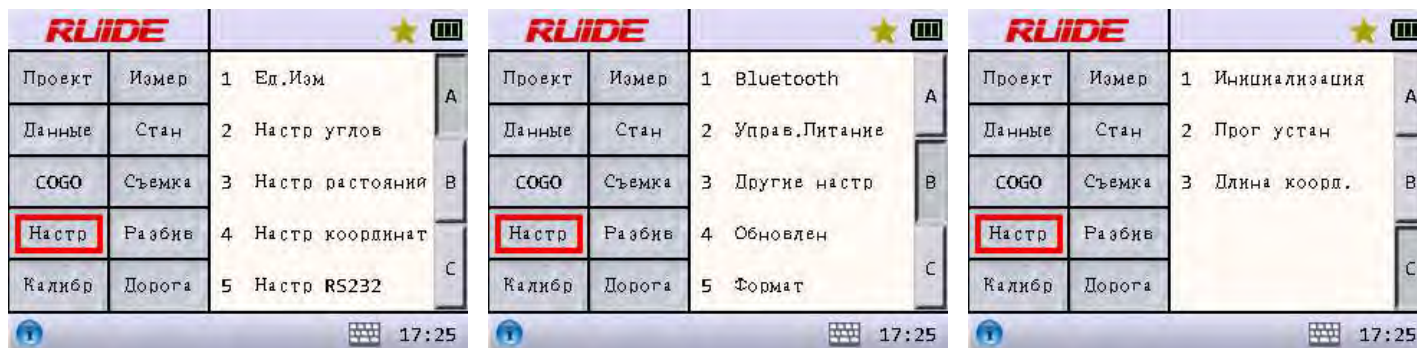 RUIDE
Проект Измер
Данные Стан
COGO Съемка
Настр Разбив
Калибр Дорога
1 Ед.Изм
2 Настр углов
3 Настр растояний
4 Настр координат
5 Настр RS232
A
B
C
17:25
RUIDE
Проект Измер
Данные Стан
COGO Съемка
Настр Разбив
Калибр Дорога
1 Bluetooth
2 Управ.Питание
3 Другие настр
4 Обновлен
5 Формат
A
B
C
17:25
RUIDE
Проект Измер
Данные Стан
COGO Съемка
Настр Разбив
Калибр Дорога
1 Инициализация
2 Прог устан
3 Длина коорд.
A
B
C
17:25